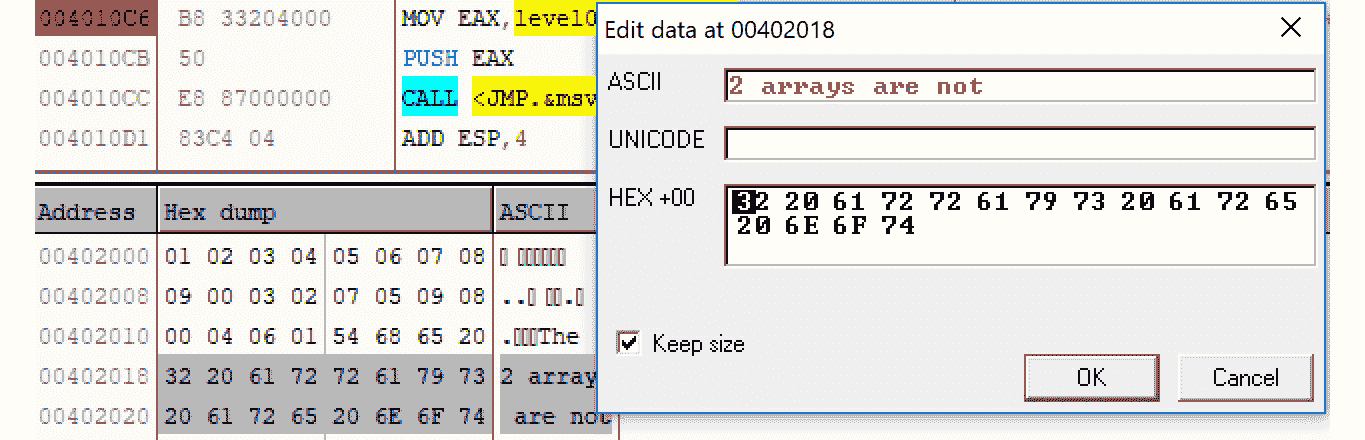 004010C6 B8 33204000 MOV EAX,level0
004010CB 50 PUSH EAX
004010CC E8 87000000 CALL <JMP.&msv
004010D1 83C4 04 ADD ESP,4
Address Hex dump ASCII
00402000 01 02 03 04 05 06 07 08
00402008 09 00 03 02 07 05 09 08 ..
00402010 00 04 06 01 54 68 65 20 .The
00402018 32 20 61 72 72 61 79 73 2 array
00402020 20 61 72 65 20 6E 6F 74 are not
Edit data at 00402018
ASCII 2 arrays are not
UNICODE
HEX +00 32 20 61 72 72 61 79 73 20 61 72 65
20 6E 6F 74
Keep size
OK Cancel